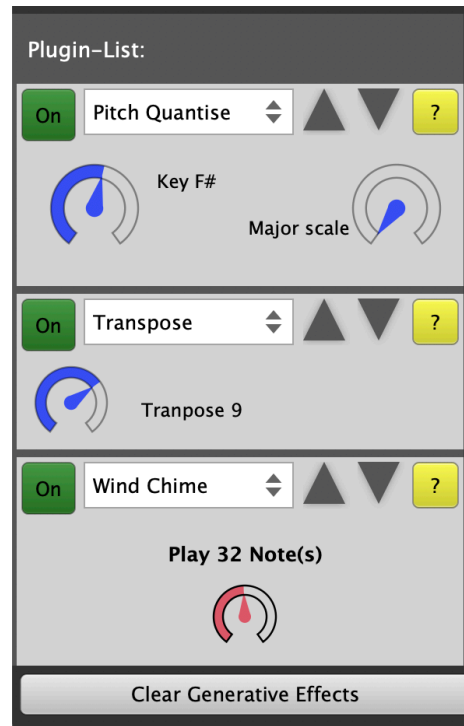 Plugin-List:
On Pitch Quantise ?
Key F#
Major scale
On Transpose ?
Tranpose 9
On Wind Chime ?
Play 32 Note(s)
Clear Generative Effects